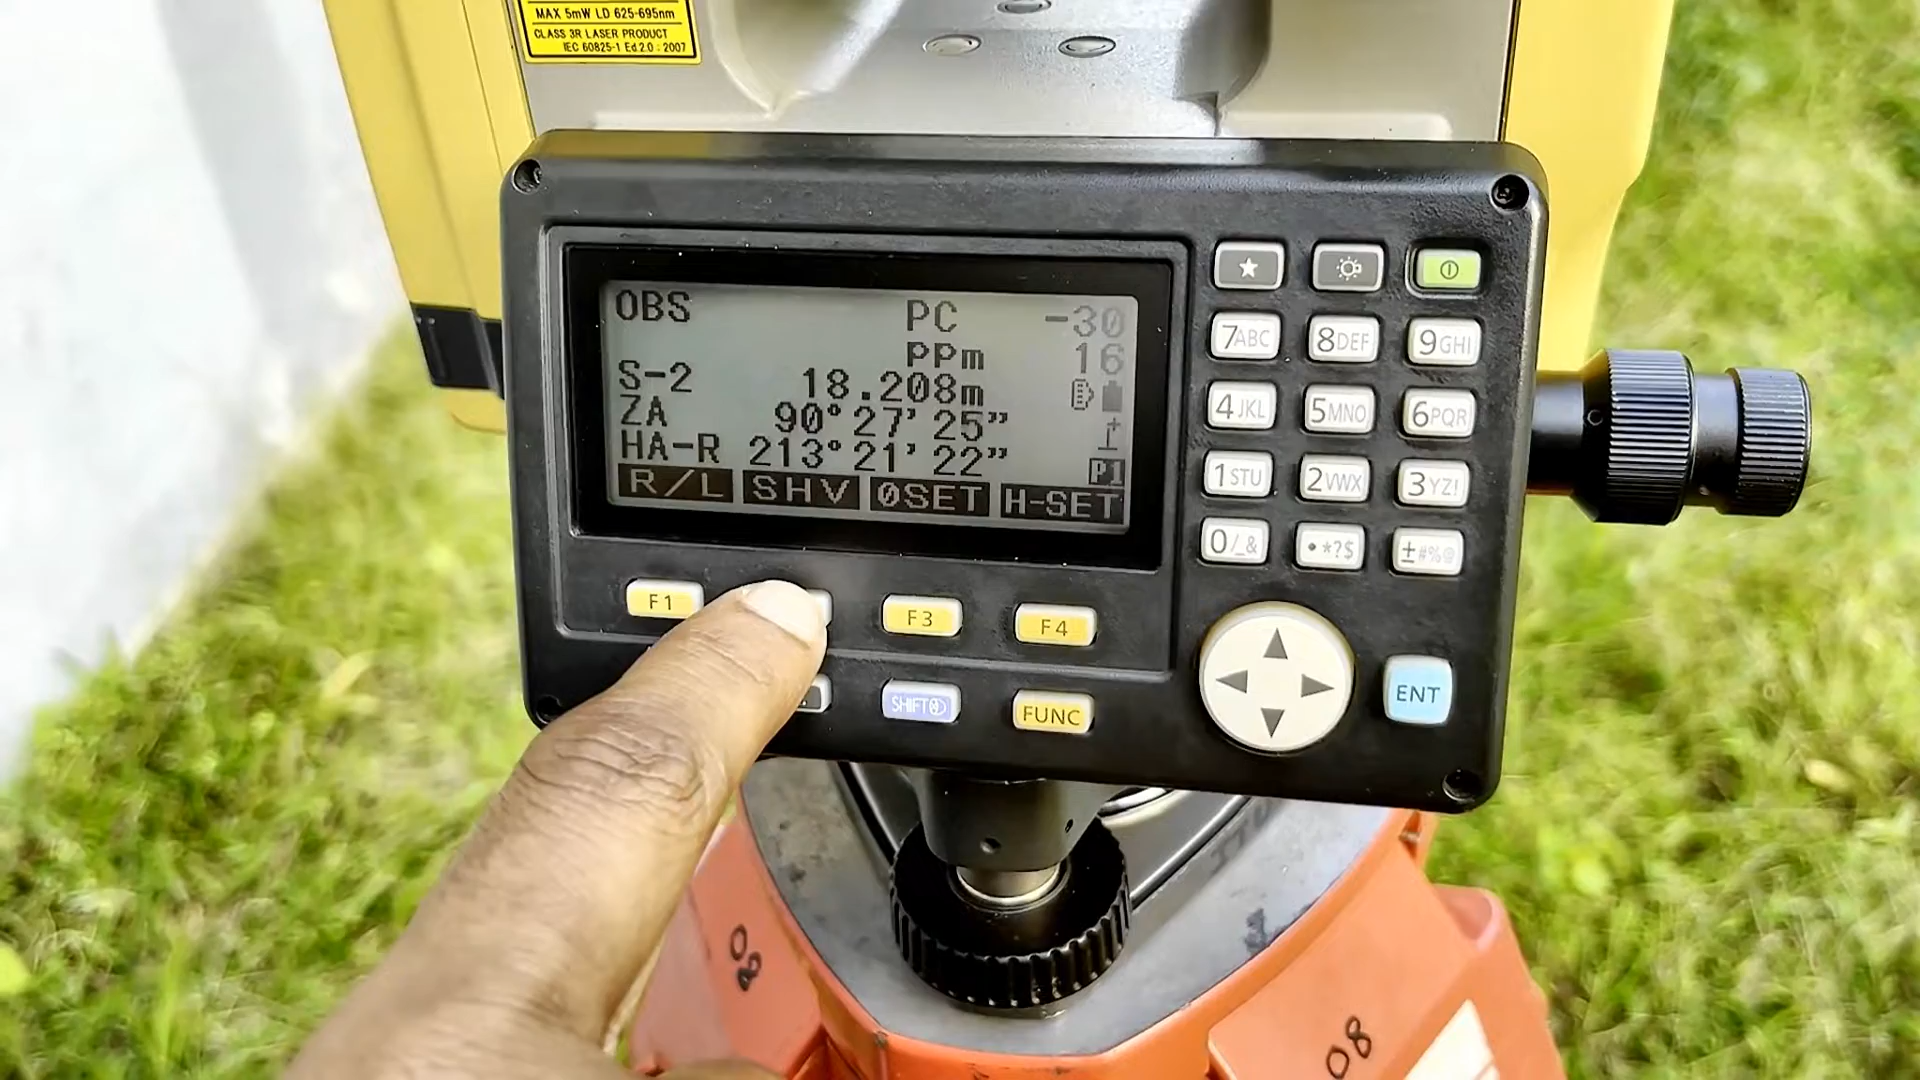 MAX 5mW LD 625-695nm
CLASS 3R LASER PRODUCT
IEC 60825-1 Ed.2.0 : 2007
OBS PC -30
PPm 16
S-2 18.208m
ZA 90° 27' 25"
HA-R 213° 21' 22"
P1
R/L SHV 0SET H-SET
7ABC 8DEF 9GHI
4JKL 5MNO 6PQR
1STU 2VWX 3YZ!
0/_& •*?$ ±#%@
F1 F3 F4
SHIFT FUNC
ENT
08
08